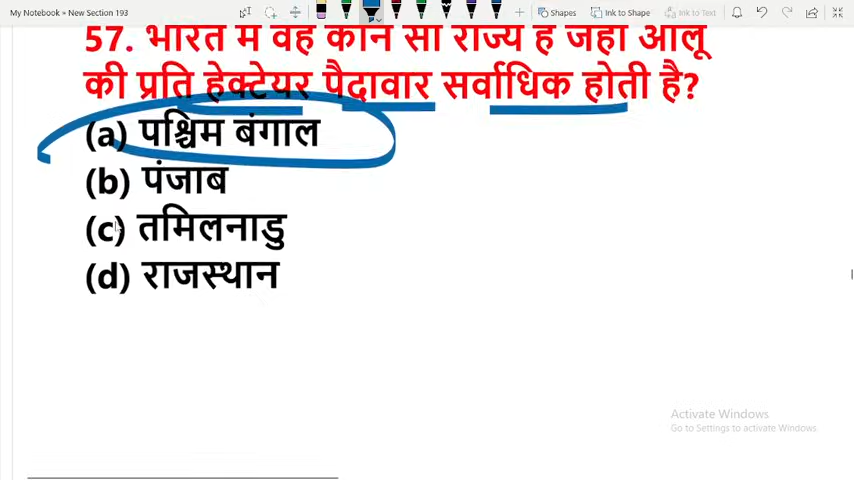 My Notebook » New Section 193
Shapes
Ink to Shape
Ink to Text
57. भारत में वह कौन सा राज्य है जहां आलू
की प्रति हेक्टेयर पैदावार सर्वाधिक होती है?
(a) पश्चिम बंगाल
(b) पंजाब
(c) तमिलनाडु
(d) राजस्थान
Activate Windows
Go to Settings to activate Windows.